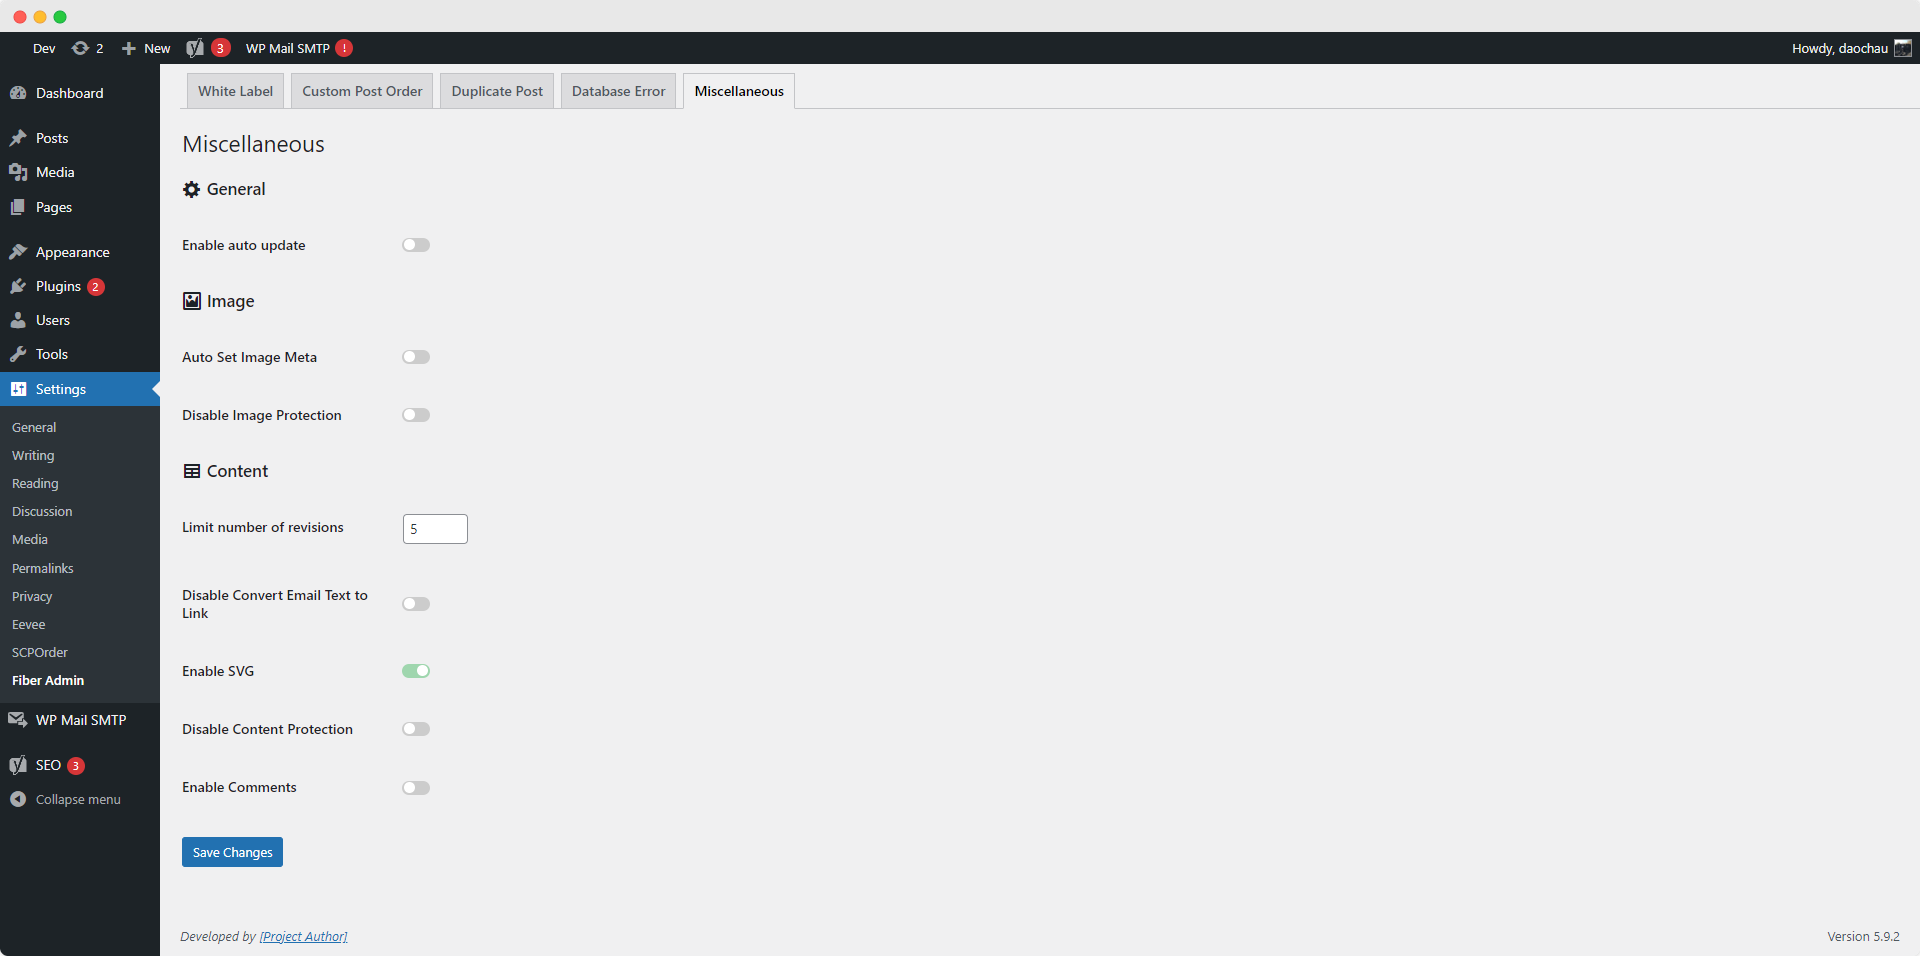 Dev 2 New 3 WP Mail SMTP ! Howdy, daochau
Dashboard
Posts
Media
Pages
Appearance
Plugins 2
Users
Tools
Settings
General
Writing
Reading
Discussion
Media
Permalinks
Privacy
Eevee
SCPOrder
Fiber Admin
WP Mail SMTP
SEO 3
Collapse menu
White Label Custom Post Order Duplicate Post Database Error Miscellaneous
Miscellaneous
General
Enable auto update
Image
Auto Set Image Meta
Disable Image Protection
Content
Limit number of revisions 5
Disable Convert Email Text to
Link
Enable SVG
Disable Content Protection
Enable Comments
Save Changes
Developed by [Project Author] Version 5.9.2